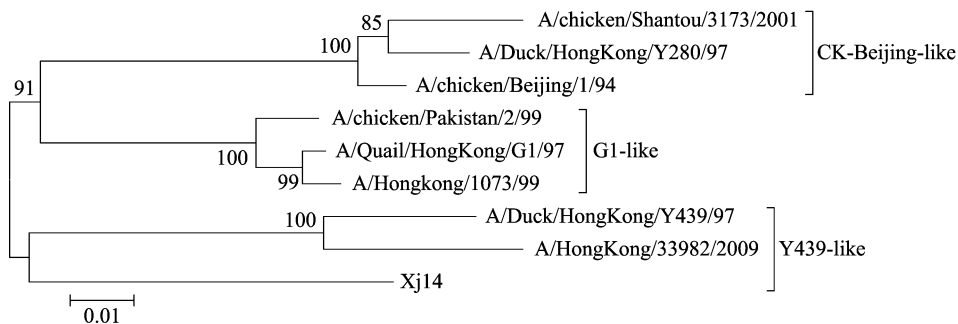 85
A/chicken/Shantou/3173/2001
100
A/Duck/HongKong/Y280/97
CK-Beijing-like
A/chicken/Beijing/1/94
91
A/chicken/Pakistan/2/99
100
A/Quail/HongKong/G1/97
G1-like
99
A/Hongkong/1073/99
100
A/Duck/HongKong/Y439/97
A/HongKong/33982/2009
Y439-like
Xj14
0.01